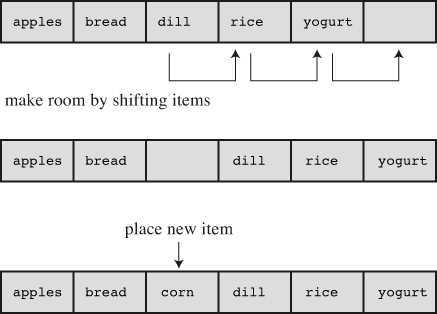 apples bread dill rice yogurt
make room by shifting items
apples bread dill rice yogurt
place new item
apples bread corn dill rice yogurt